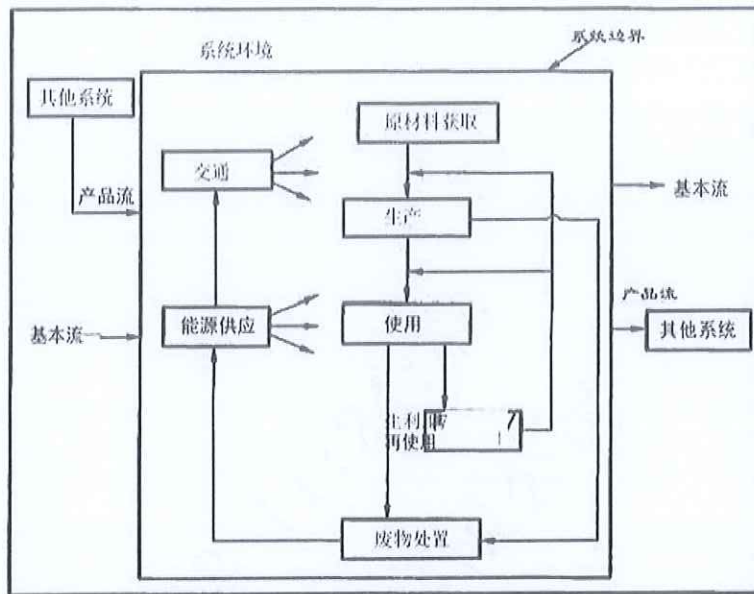 系统边界
系统环境
其他系统
原材料获取
交通
产品流
基本流
生产
产品流
基本流
能源供应
使用
其他系统
再使用
废物处置